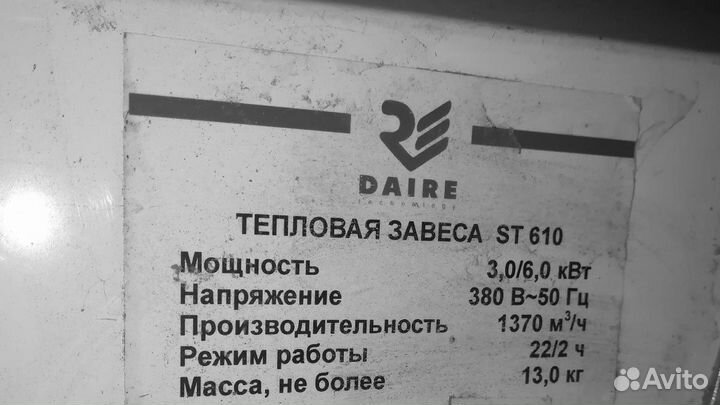 DAIRE
technology
ТЕПЛОВАЯ ЗАВЕСА ST 610
Мощность 3,0/6,0 кВт
Напряжение 380 В~50 Гц
Производительность 1370 м³/ч
Режим работы 22/2 ч
Масса, не более 13,0 кг
Avito